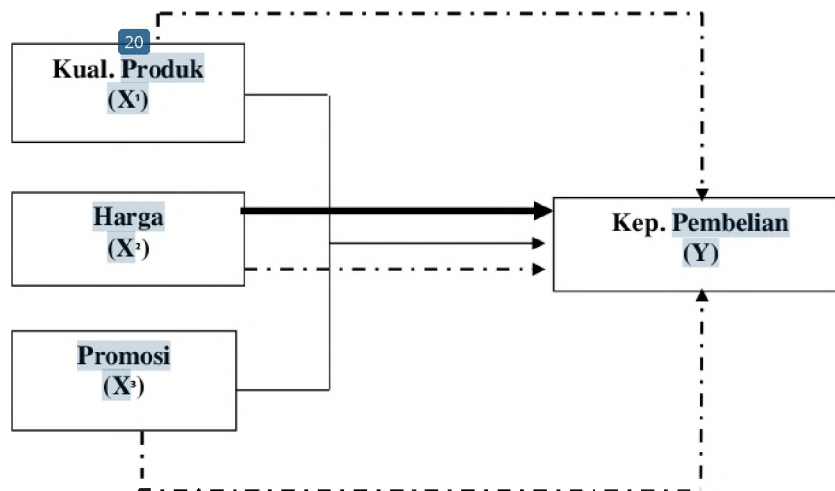 20
Kual. Produk
(X¹)
Harga
(X²)
Kep. Pembelian
(Y)
Promosi
(X³)